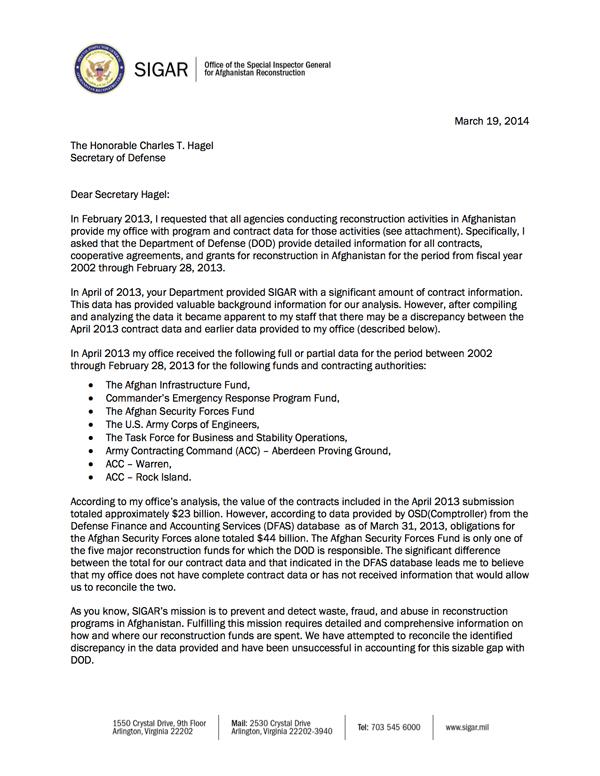 SIGAR
Office of the Special Inspector General
for Afghanistan Reconstruction
March 19, 2014
The Honorable Charles T. Hagel
Secretary of Defense
Dear Secretary Hagel:
In February 2013, I requested that all agencies conducting reconstruction activities in Afghanistan
provide my office with program and contract data for those activities (see attachment). Specifically, I
asked that the Department of Defense (DOD) provide detailed information for all contracts,
cooperative agreements, and grants for reconstruction in Afghanistan for the period from fiscal year
2002 through February 28, 2013.
In April of 2013, your Department provided SIGAR with a significant amount of contract information.
This data has provided valuable background information for our analysis. However, after compiling
and analyzing the data it became apparent to my staff that there may be a discrepancy between the
April 2013 contract data and earlier data provided to my office (described below).
In April 2013 my office received the following full or partial data for the period between 2002
through February 28, 2013 for the following funds and contracting authorities:
• The Afghan Infrastructure Fund,
• Commander's Emergency Response Program Fund,
• The Afghan Security Forces Fund
• The U.S. Army Corps of Engineers,
• The Task Force for Business and Stability Operations,
• Army Contracting Command (ACC) – Aberdeen Proving Ground,
• ACC – Warren,
• ACC – Rock Island.
According to my office's analysis, the value of the contracts included in the April 2013 submission
totaled approximately $23 billion. However, according to data provided by OSD(Comptroller) from the
Defense Finance and Accounting Services (DFAS) database as of March 31, 2013, obligations for
the Afghan Security Forces alone totaled $44 billion. The Afghan Security Forces Fund is only one of
the five major reconstruction funds for which the DOD is responsible. The significant difference
between the total for our contract data and that indicated in the DFAS database leads me to believe
that my office does not have complete contract data or has not received information that would allow
us to reconcile the two.
As you know, SIGAR's mission is to prevent and detect waste, fraud, and abuse in reconstruction
programs in Afghanistan. Fulfilling this mission requires detailed and comprehensive information on
how and where our reconstruction funds are spent. We have attempted to reconcile the identified
discrepancy in the data provided and have been unsuccessful in accounting for this sizable gap with
DOD.
1550 Crystal Drive, 9th Floor
Arlington, Virginia 22202
Mail: 2530 Crystal Drive
Arlington, Virginia 22202-3940
Tel: 703 545 6000
www.sigar.mil